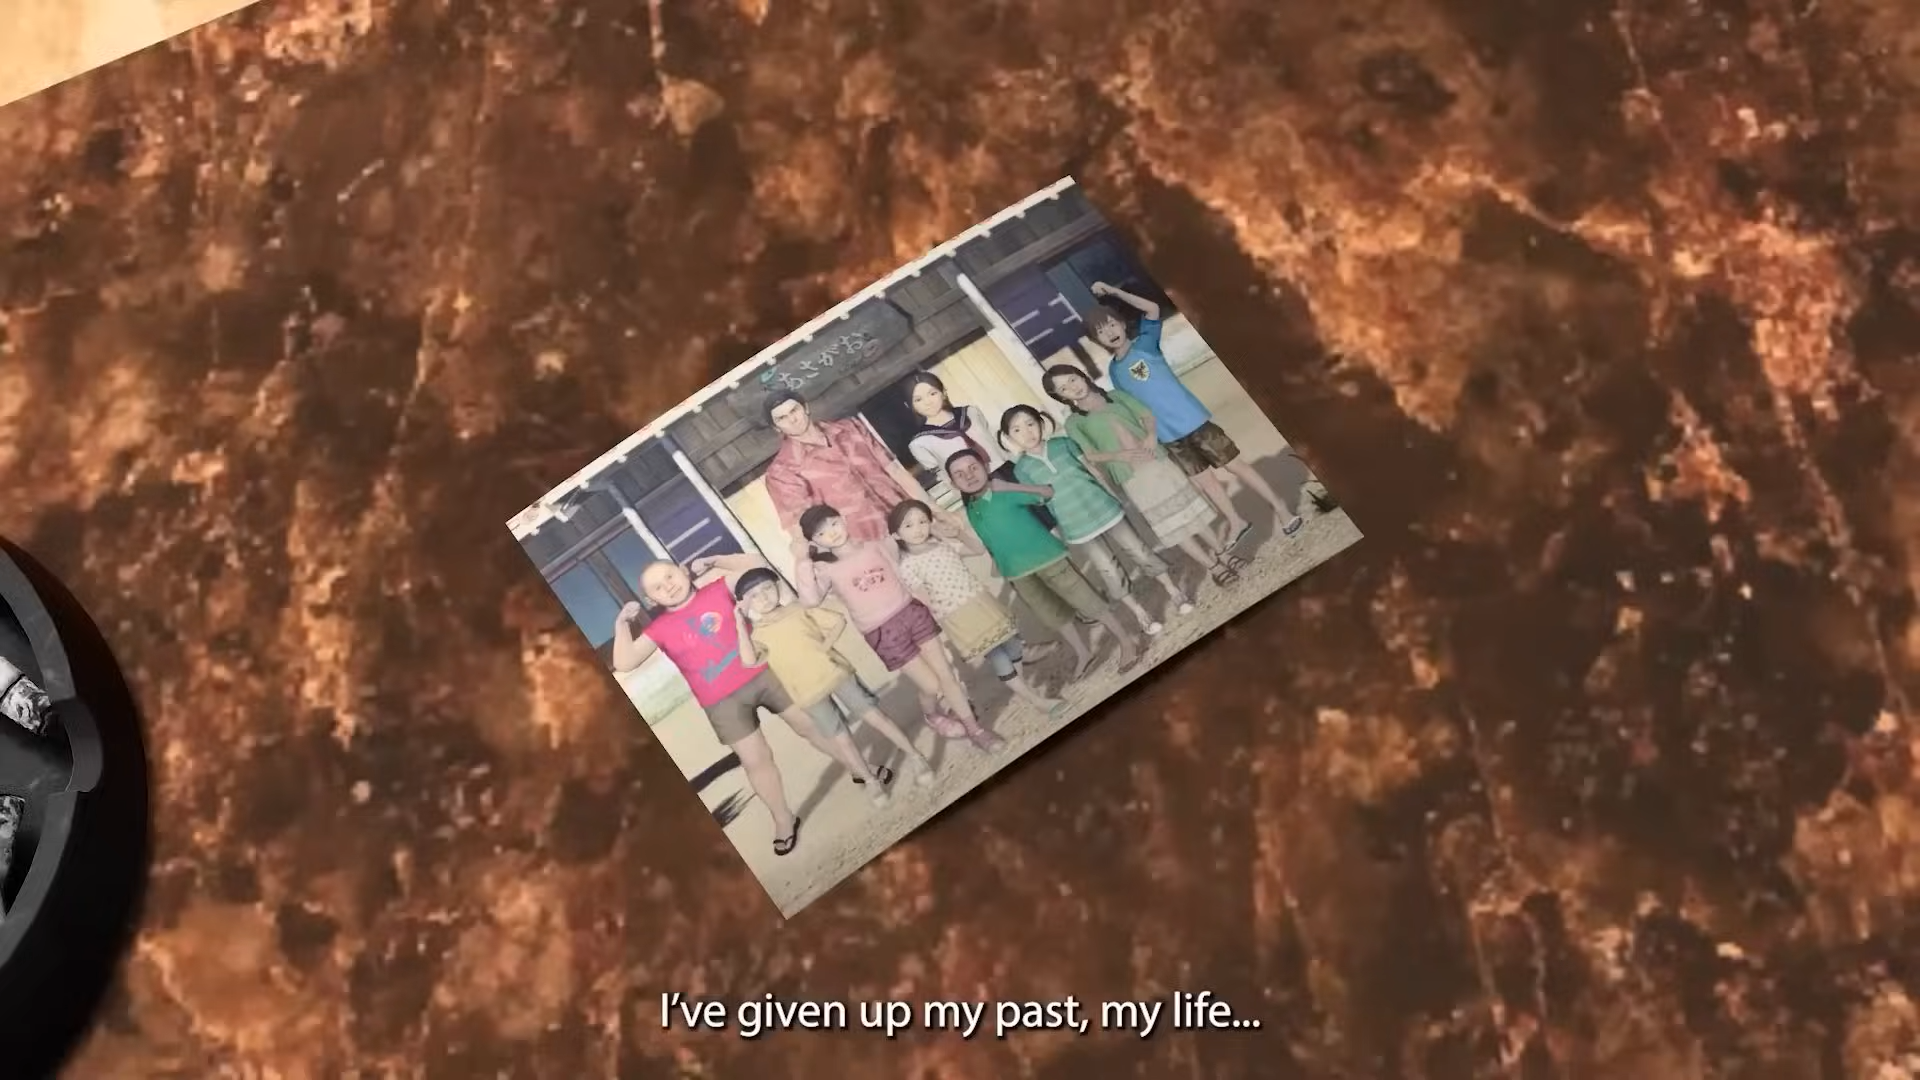 あさがお
I've given up my past, my life...